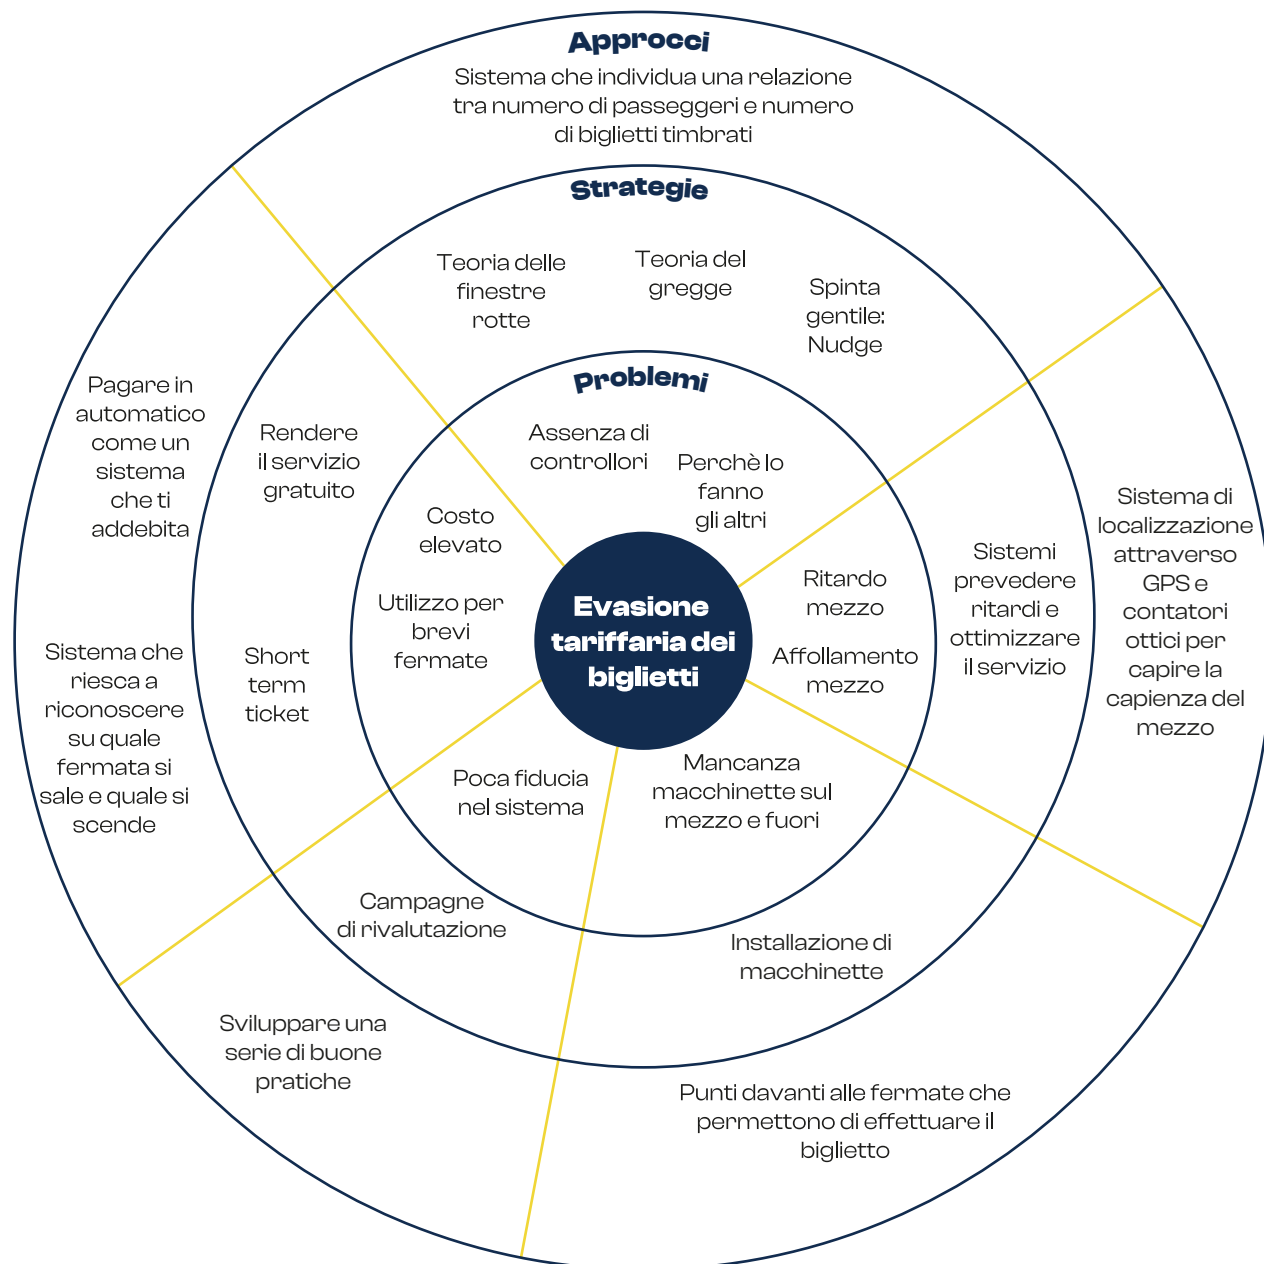 Approcci
Sistema che individua una relazione
tra numero di passeggeri e numero
di biglietti timbrati
Strategie
Teoria delle
finestre
rotte
Teoria del
gregge
Spinta
gentile:
Nudge
Problemi
Assenza di
controllori
Perchè lo
fanno
gli altri
Pagare in
automatico
come un
sistema
che ti
addebita
Rendere
il servizio
gratuito
Costo
elevato
Utilizzo per
brevi
fermate
Evasione
tariffaria dei
biglietti
Ritardo
mezzo
Affollamento
mezzo
Sistemi
prevedere
ritardi e
ottimizzare
il servizio
Sistema di
localizzazione
attraverso
GPS e
contatori
ottici per
capire la
capienza del
mezzo
Sistema che
riesca a
riconoscere
su quale
fermata si
sale e quale si
scende
Short
term
ticket
Poca fiducia
nel sistema
Mancanza
macchinette sul
mezzo e fuori
Campagne
di rivalutazione
Installazione di
macchinette
Sviluppare una
serie di buone
pratiche
Punti davanti alle fermate che
permettono di effettuare il
biglietto